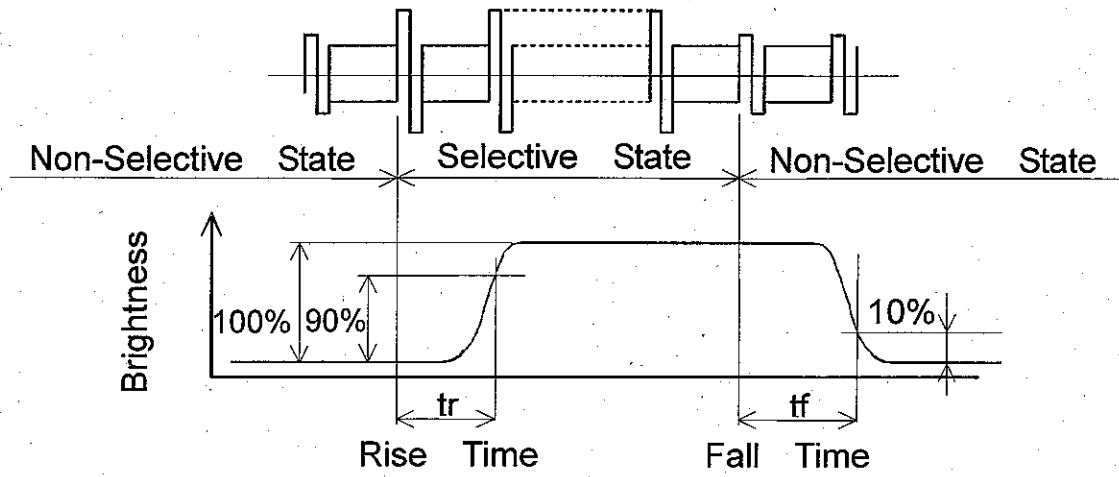 Non-Selective State Selective State Non-Selective State
Brightness
100% 90% 10%
tr tf
Rise Time Fall Time